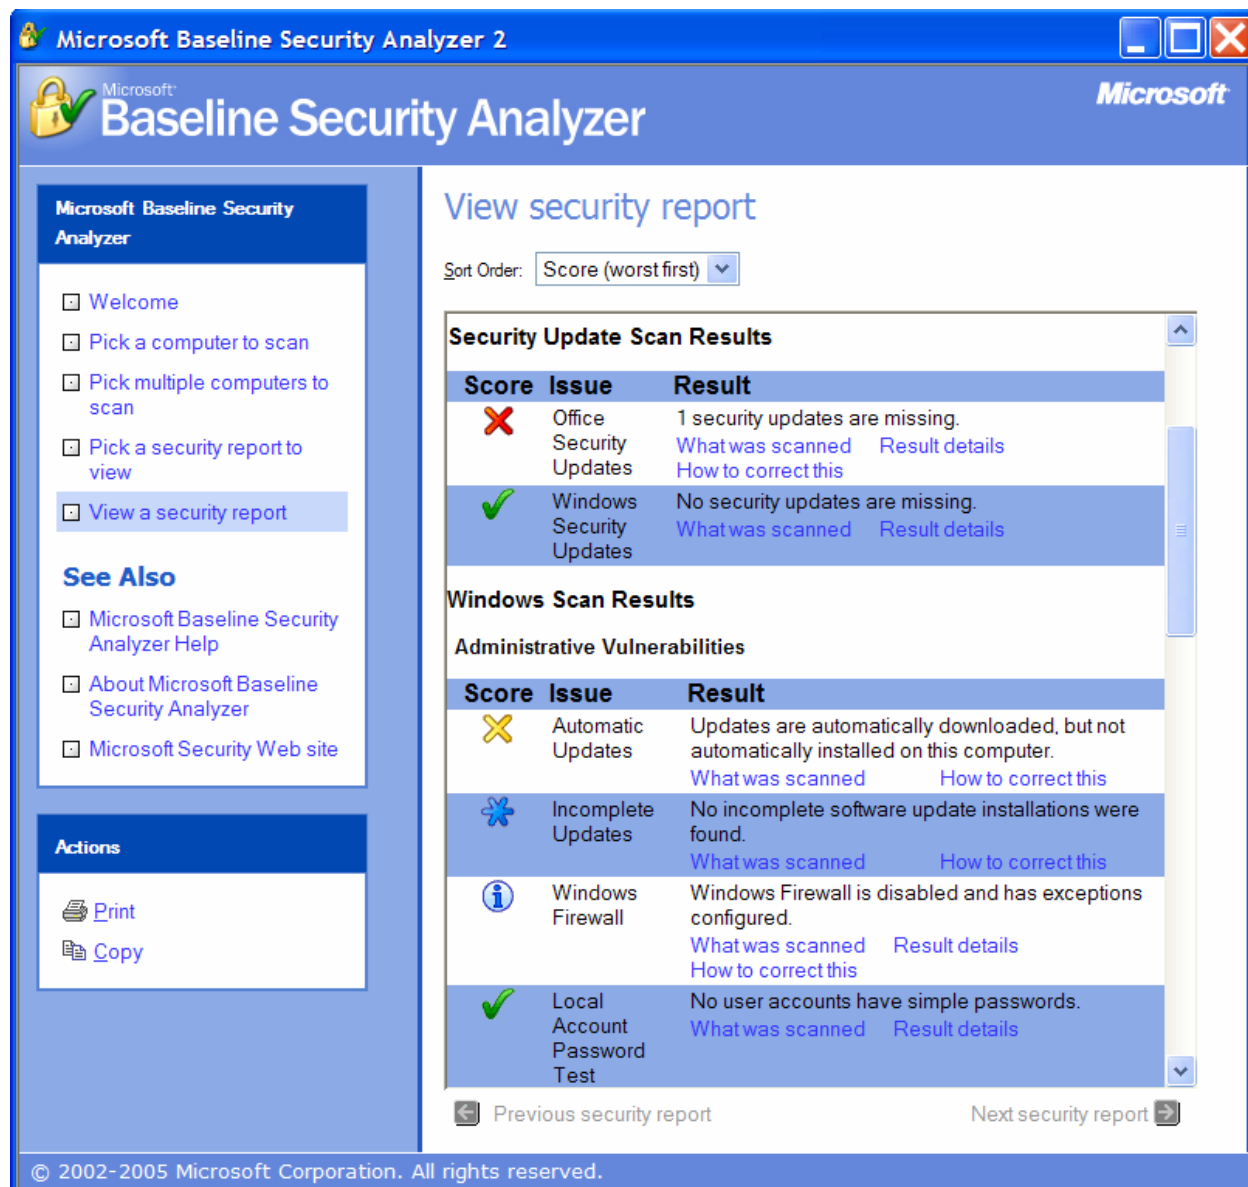 Microsoft Baseline Security Analyzer 2
Microsoft
Baseline Security Analyzer
Microsoft
Microsoft Baseline Security
Analyzer
Welcome
Pick a computer to scan
Pick multiple computers to
scan
Pick a security report to
view
View a security report
See Also
Microsoft Baseline Security
Analyzer Help
About Microsoft Baseline
Security Analyzer
Microsoft Security Web site
Actions
Print
Copy
View security report
Sort Order: Score (worst first)
Security Update Scan Results
Score Issue Result
Office 1 security updates are missing.
Security What was scanned Result details
Updates How to correct this
Windows No security updates are missing.
Security What was scanned Result details
Updates
Windows Scan Results
Administrative Vulnerabilities
Score Issue Result
Automatic Updates are automatically downloaded, but not
Updates automatically installed on this computer.
What was scanned How to correct this
Incomplete No incomplete software update installations were
Updates found.
What was scanned How to correct this
Windows Windows Firewall is disabled and has exceptions
Firewall configured.
What was scanned Result details
How to correct this
Local No user accounts have simple passwords.
Account What was scanned Result details
Password
Test
Previous security report Next security report
© 2002-2005 Microsoft Corporation. All rights reserved.